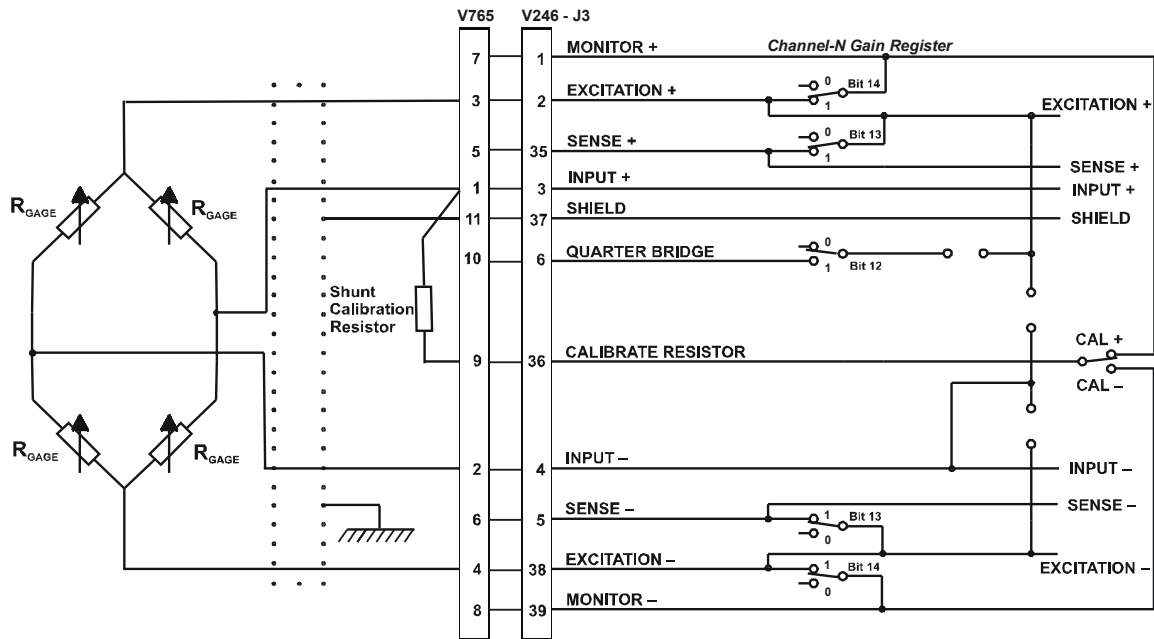 V765 V246 - J3
7 1 MONITOR + Channel-N Gain Register
0 Bit 14
3 2 EXCITATION + 1 EXCITATION +
0 Bit 13
5 35 SENSE + 1 SENSE +
1 3 INPUT + INPUT +
RGAGE RGAGE
11 37 SHIELD SHIELD
0
10 6 QUARTER BRIDGE 1 Bit 12
Shunt
Calibration
Resistor
CAL +
9 36 CALIBRATE RESISTOR
CAL –
RGAGE RGAGE
2 4 INPUT – INPUT –
SENSE –
6 5 SENSE – 1 Bit 13
0
4 38 EXCITATION – 1 Bit 14 EXCITATION –
0
8 39 MONITOR –